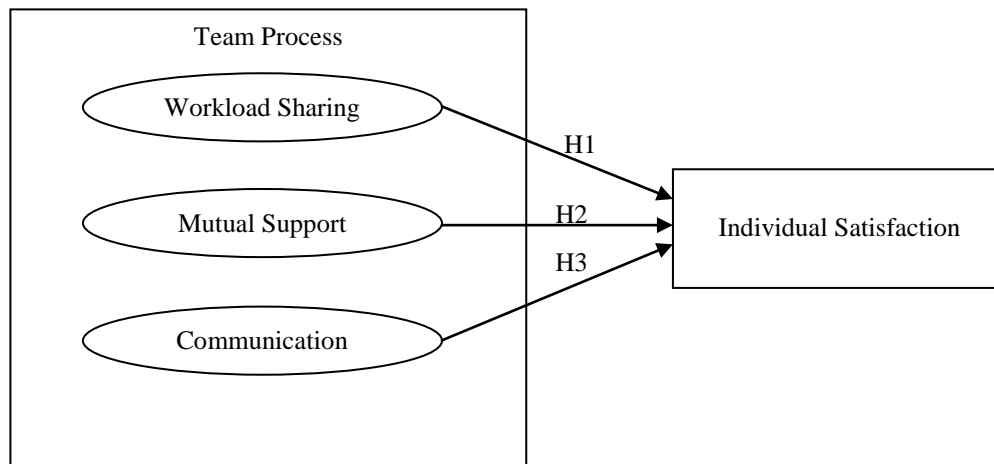 Team Process
Workload Sharing
H1
Mutual Support
H2
Individual Satisfaction
H3
Communication